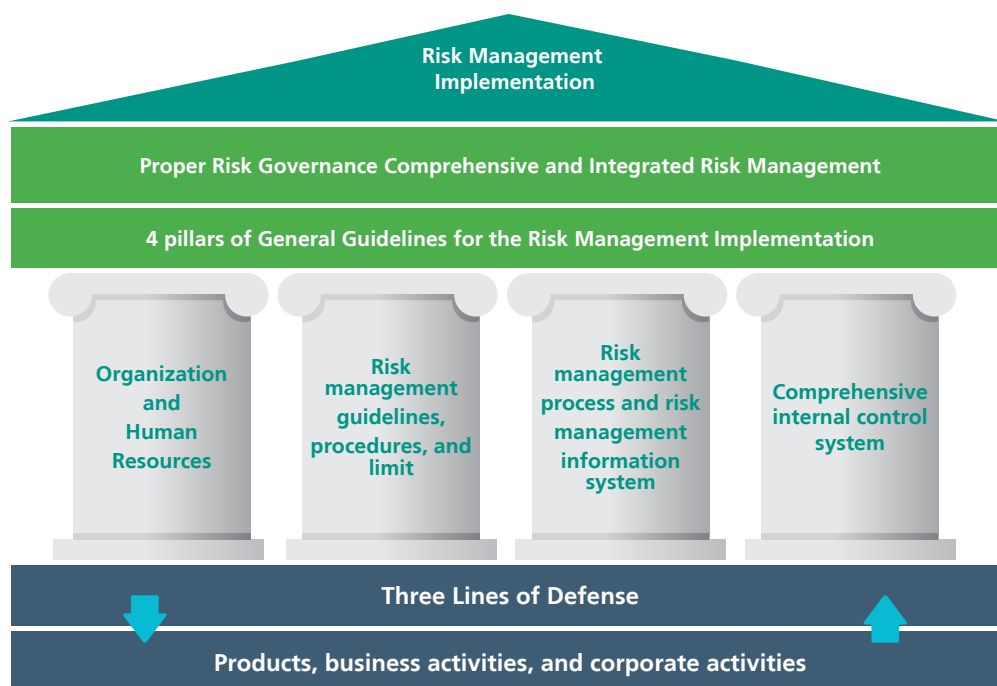 Risk Management
Implementation
Proper Risk Governance Comprehensive and Integrated Risk Management
4 pillars of General Guidelines for the Risk Management Implementation
Organization
and
Human
Resources
Risk
management
guidelines,
procedures, and
limit
Risk
management
process and risk
management
information
system
Comprehensive
internal control
system
Three Lines of Defense
Products, business activities, and corporate activities